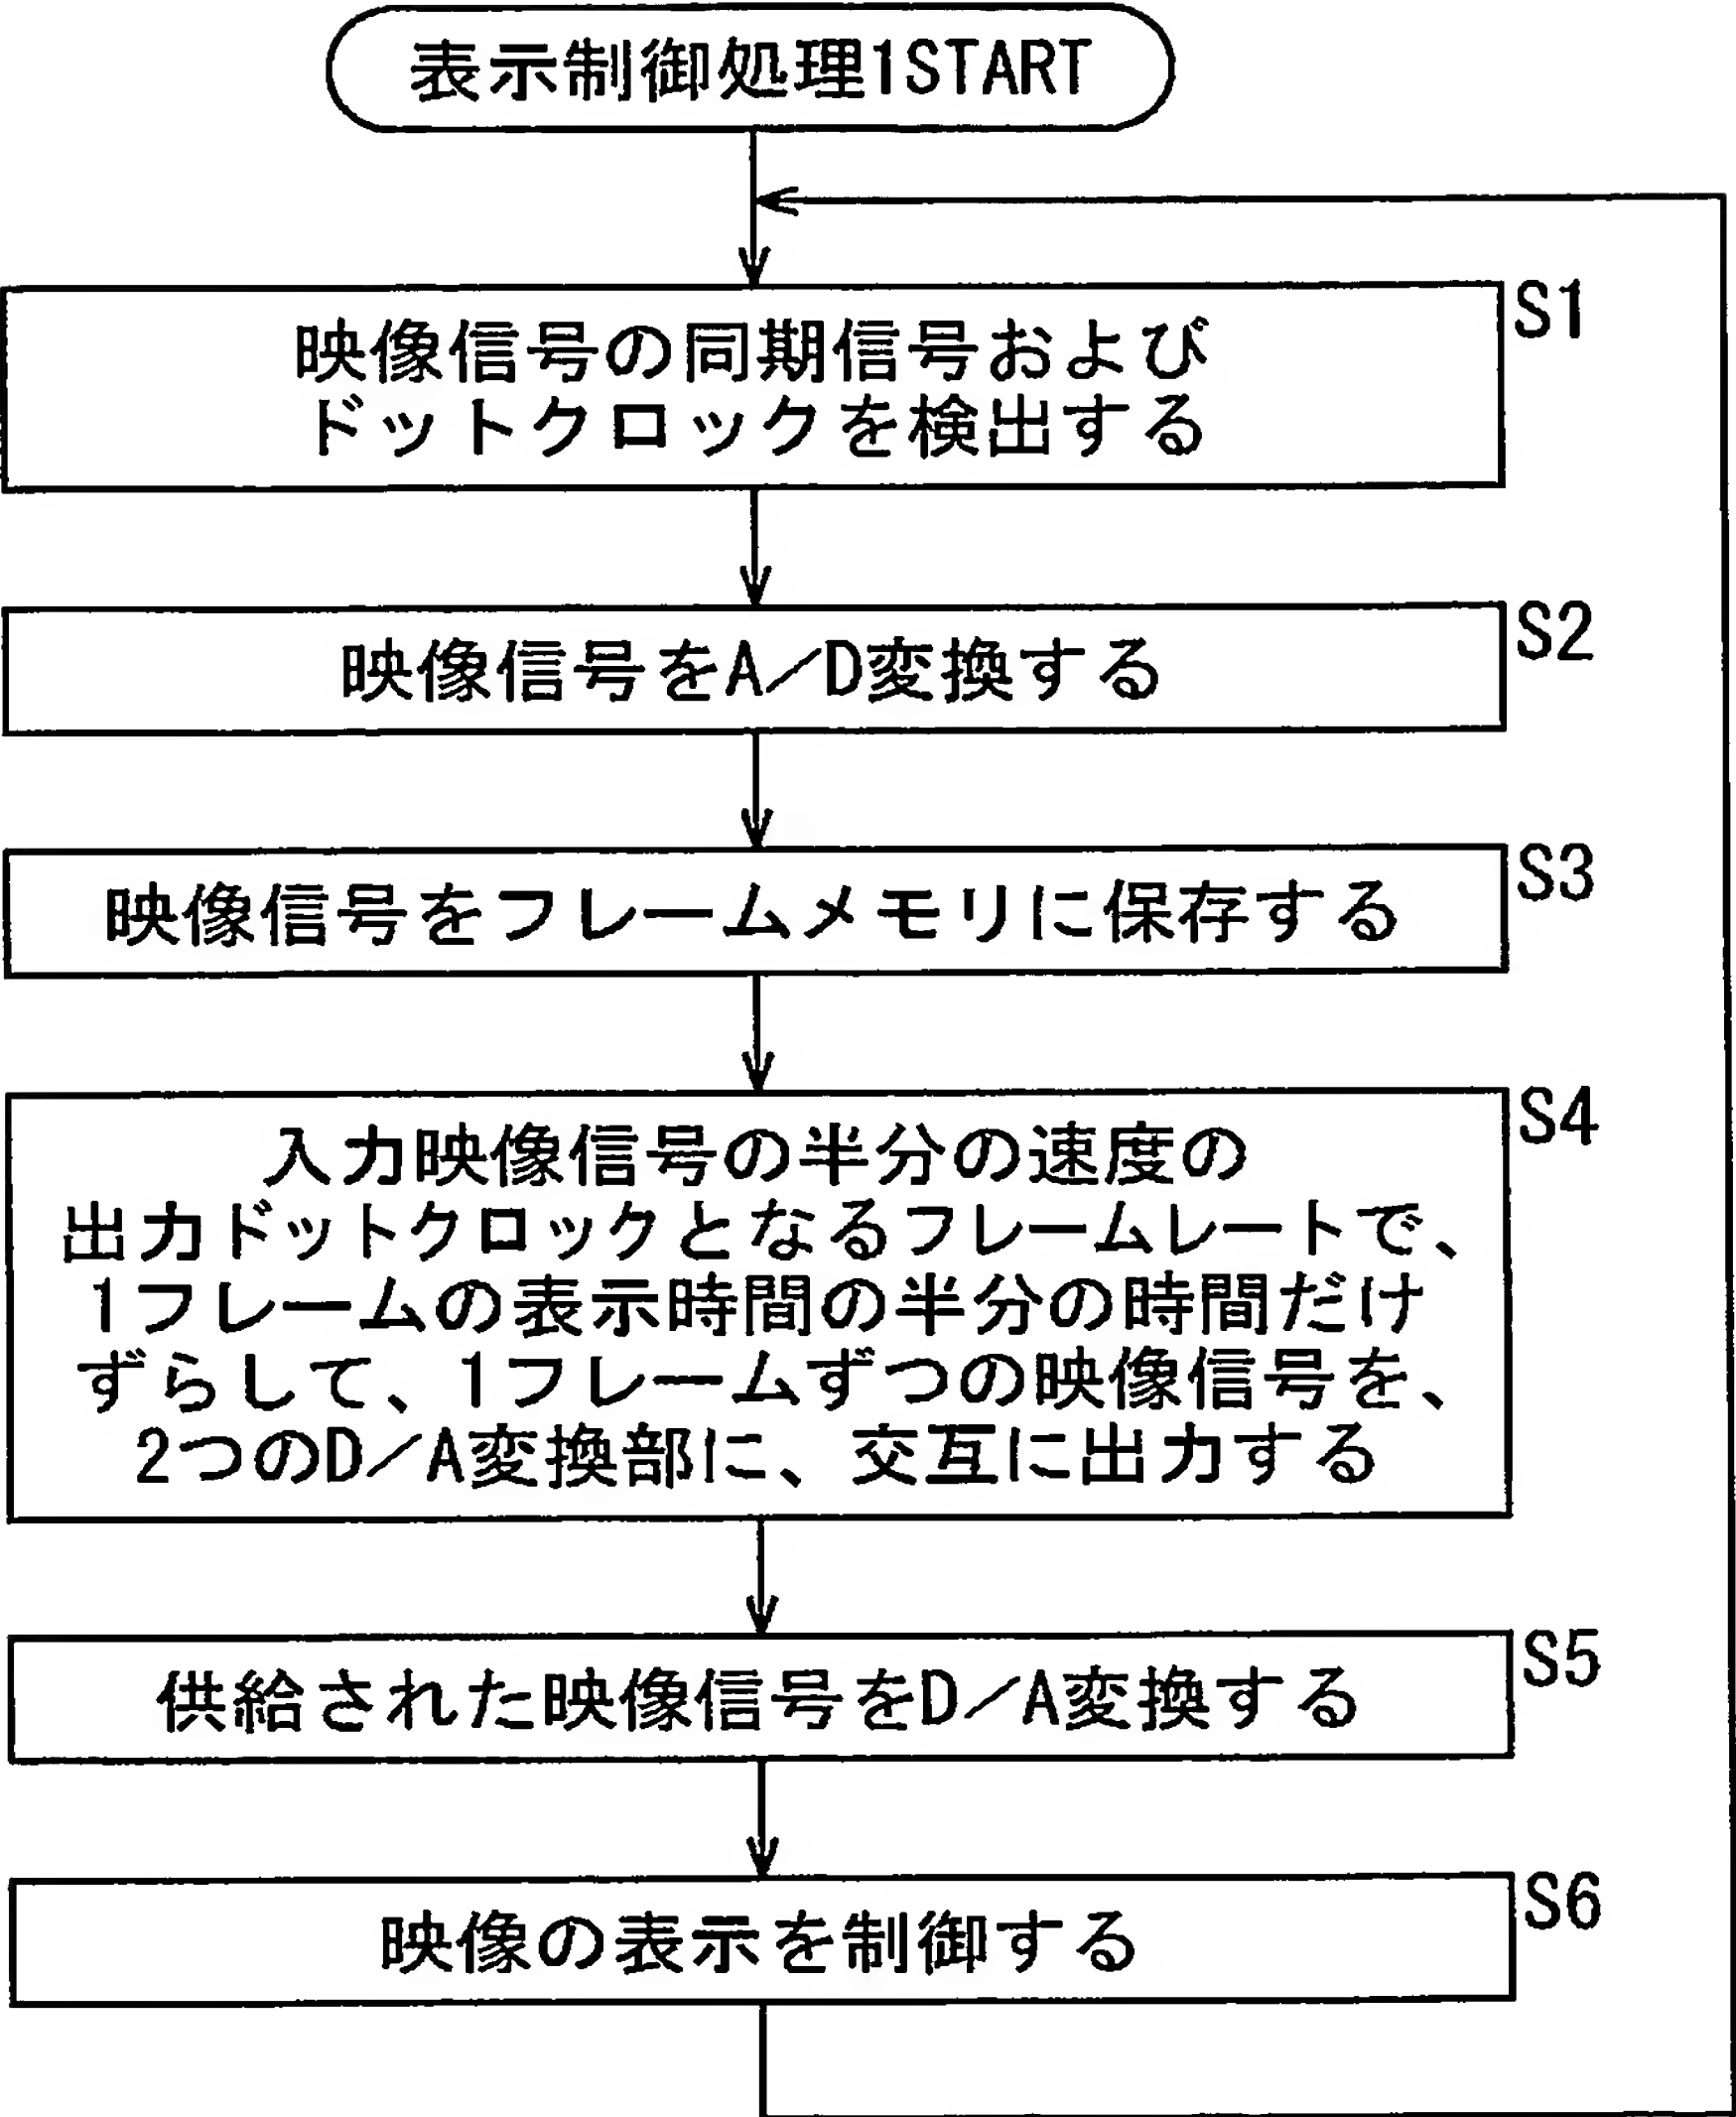 表示制御処理1START
S1
映像信号の同期信号および
ドットクロックを検出する
S2
映像信号をA/D変換する
S3
映像信号をフレームメモリに保存する
S4
入力映像信号の半分の速度の
出力ドットクロックとなるフレームレートで、
1フレームの表示時間の半分の時間だけ
ずらして、1フレームずつの映像信号を、
2つのD/A変換部に、交互に出力する
S5
供給された映像信号をD/A変換する
S6
映像の表示を制御する